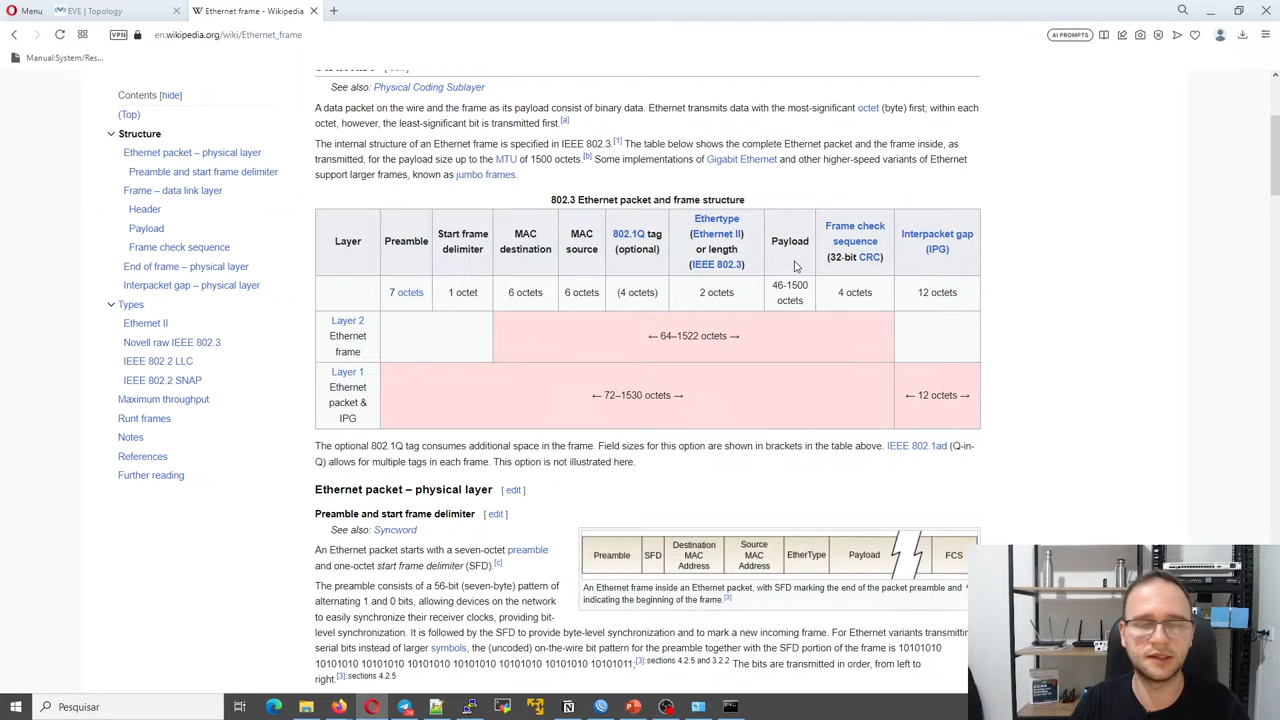 Menu
EVE | Topology
Ethernet frame - Wikipedia
VPN
en.wikipedia.org/wiki/Ethernet_frame
AI PROMPTS
Manual:System/Res...
Contents [hide]
(Top)
Structure
Ethernet packet – physical layer
Preamble and start frame delimiter
Frame – data link layer
Header
Payload
Frame check sequence
End of frame – physical layer
Interpacket gap – physical layer
Types
Ethernet II
Novell raw IEEE 802.3
IEEE 802.2 LLC
IEEE 802.2 SNAP
Maximum throughput
Runt frames
Notes
References
Further reading
See also: Physical Coding Sublayer
A data packet on the wire and the frame as its payload consist of binary data. Ethernet transmits data with the most-significant octet (byte) first; within each
octet, however, the least-significant bit is transmitted first.[a]
The internal structure of an Ethernet frame is specified in IEEE 802.3.[1] The table below shows the complete Ethernet packet and the frame inside, as
transmitted, for the payload size up to the MTU of 1500 octets.[b] Some implementations of Gigabit Ethernet and other higher-speed variants of Ethernet
support larger frames, known as jumbo frames.
802.3 Ethernet packet and frame structure
Layer
Preamble
Start frame
delimiter
MAC
destination
MAC
source
802.1Q tag
(optional)
Ethertype
(Ethernet II)
or length
(IEEE 802.3)
Payload
Frame check
sequence
(32-bit CRC)
Interpacket gap
(IPG)
7 octets
1 octet
6 octets
6 octets
(4 octets)
2 octets
46-1500
octets
4 octets
12 octets
Layer 2
Ethernet
frame
← 64–1522 octets →
Layer 1
Ethernet
packet &
IPG
← 72–1530 octets →
← 12 octets →
The optional 802.1Q tag consumes additional space in the frame. Field sizes for this option are shown in brackets in the table above. IEEE 802.1ad (Q-in-
Q) allows for multiple tags in each frame. This option is not illustrated here.
Ethernet packet – physical layer [ edit ]
Preamble and start frame delimiter [ edit ]
See also: Syncword
An Ethernet packet starts with a seven-octet preamble
and one-octet start frame delimiter (SFD).[c]
The preamble consists of a 56-bit (seven-byte) pattern of
alternating 1 and 0 bits, allowing devices on the network
to easily synchronize their receiver clocks, providing bit-
level synchronization. It is followed by the SFD to provide byte-level synchronization and to mark a new incoming frame. For Ethernet variants transmittin
serial bits instead of larger symbols, the (uncoded) on-the-wire bit pattern for the preamble together with the SFD portion of the frame is 10101010
10101010 10101010 10101010 10101010 10101010 10101010 10101011;[3]:sections 4.2.5 and 3.2.2 The bits are transmitted in order, from left to
right.[3]:sections 4.2.5
Preamble
SFD
Destination
MAC
Address
Source
MAC
Address
EtherType
Payload
FCS
An Ethernet frame inside an Ethernet packet, with SFD marking the end of the packet preamble and
indicating the beginning of the frame.[3]
CCNA
Pesquisar